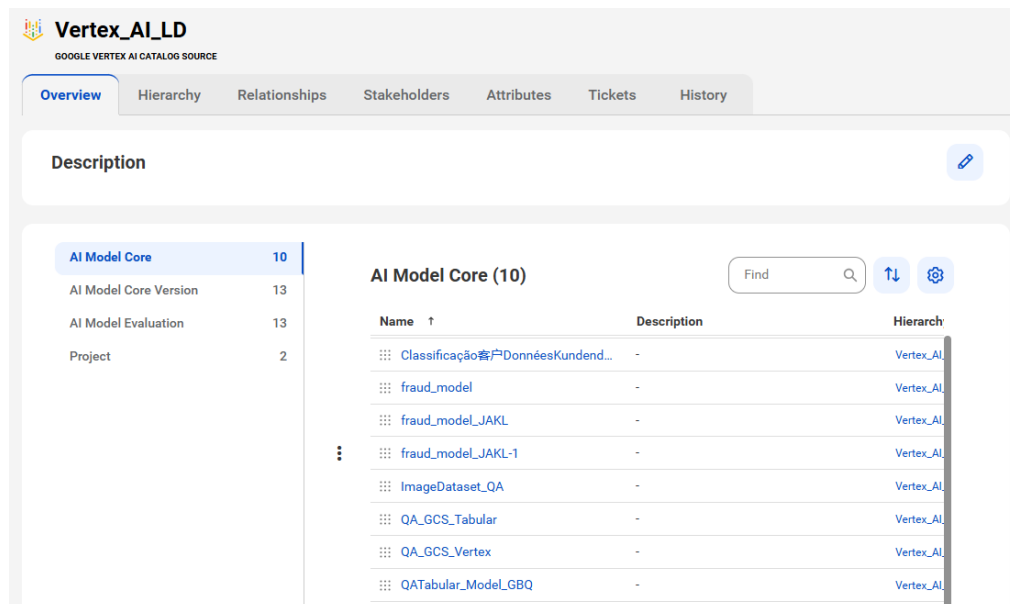 Vertex_AI_LD
GOOGLE VERTEX AI CATALOG SOURCE
Overview Hierarchy Relationships Stakeholders Attributes Tickets History
Description
AI Model Core 10
AI Model Core Version 13
AI Model Evaluation 13
Project 2
AI Model Core (10) Find
Name ↑ Description Hierarchy
Classificação客户DonnéesKundend... - Vertex_AI_
fraud_model - Vertex_AI_
fraud_model_JAKL - Vertex_AI_
fraud_model_JAKL-1 - Vertex_AI_
ImageDataset_QA - Vertex_AI_
QA_GCS_Tabular - Vertex_AI_
QA_GCS_Vertex - Vertex_AI_
QATabular_Model_GBQ - Vertex_AI_